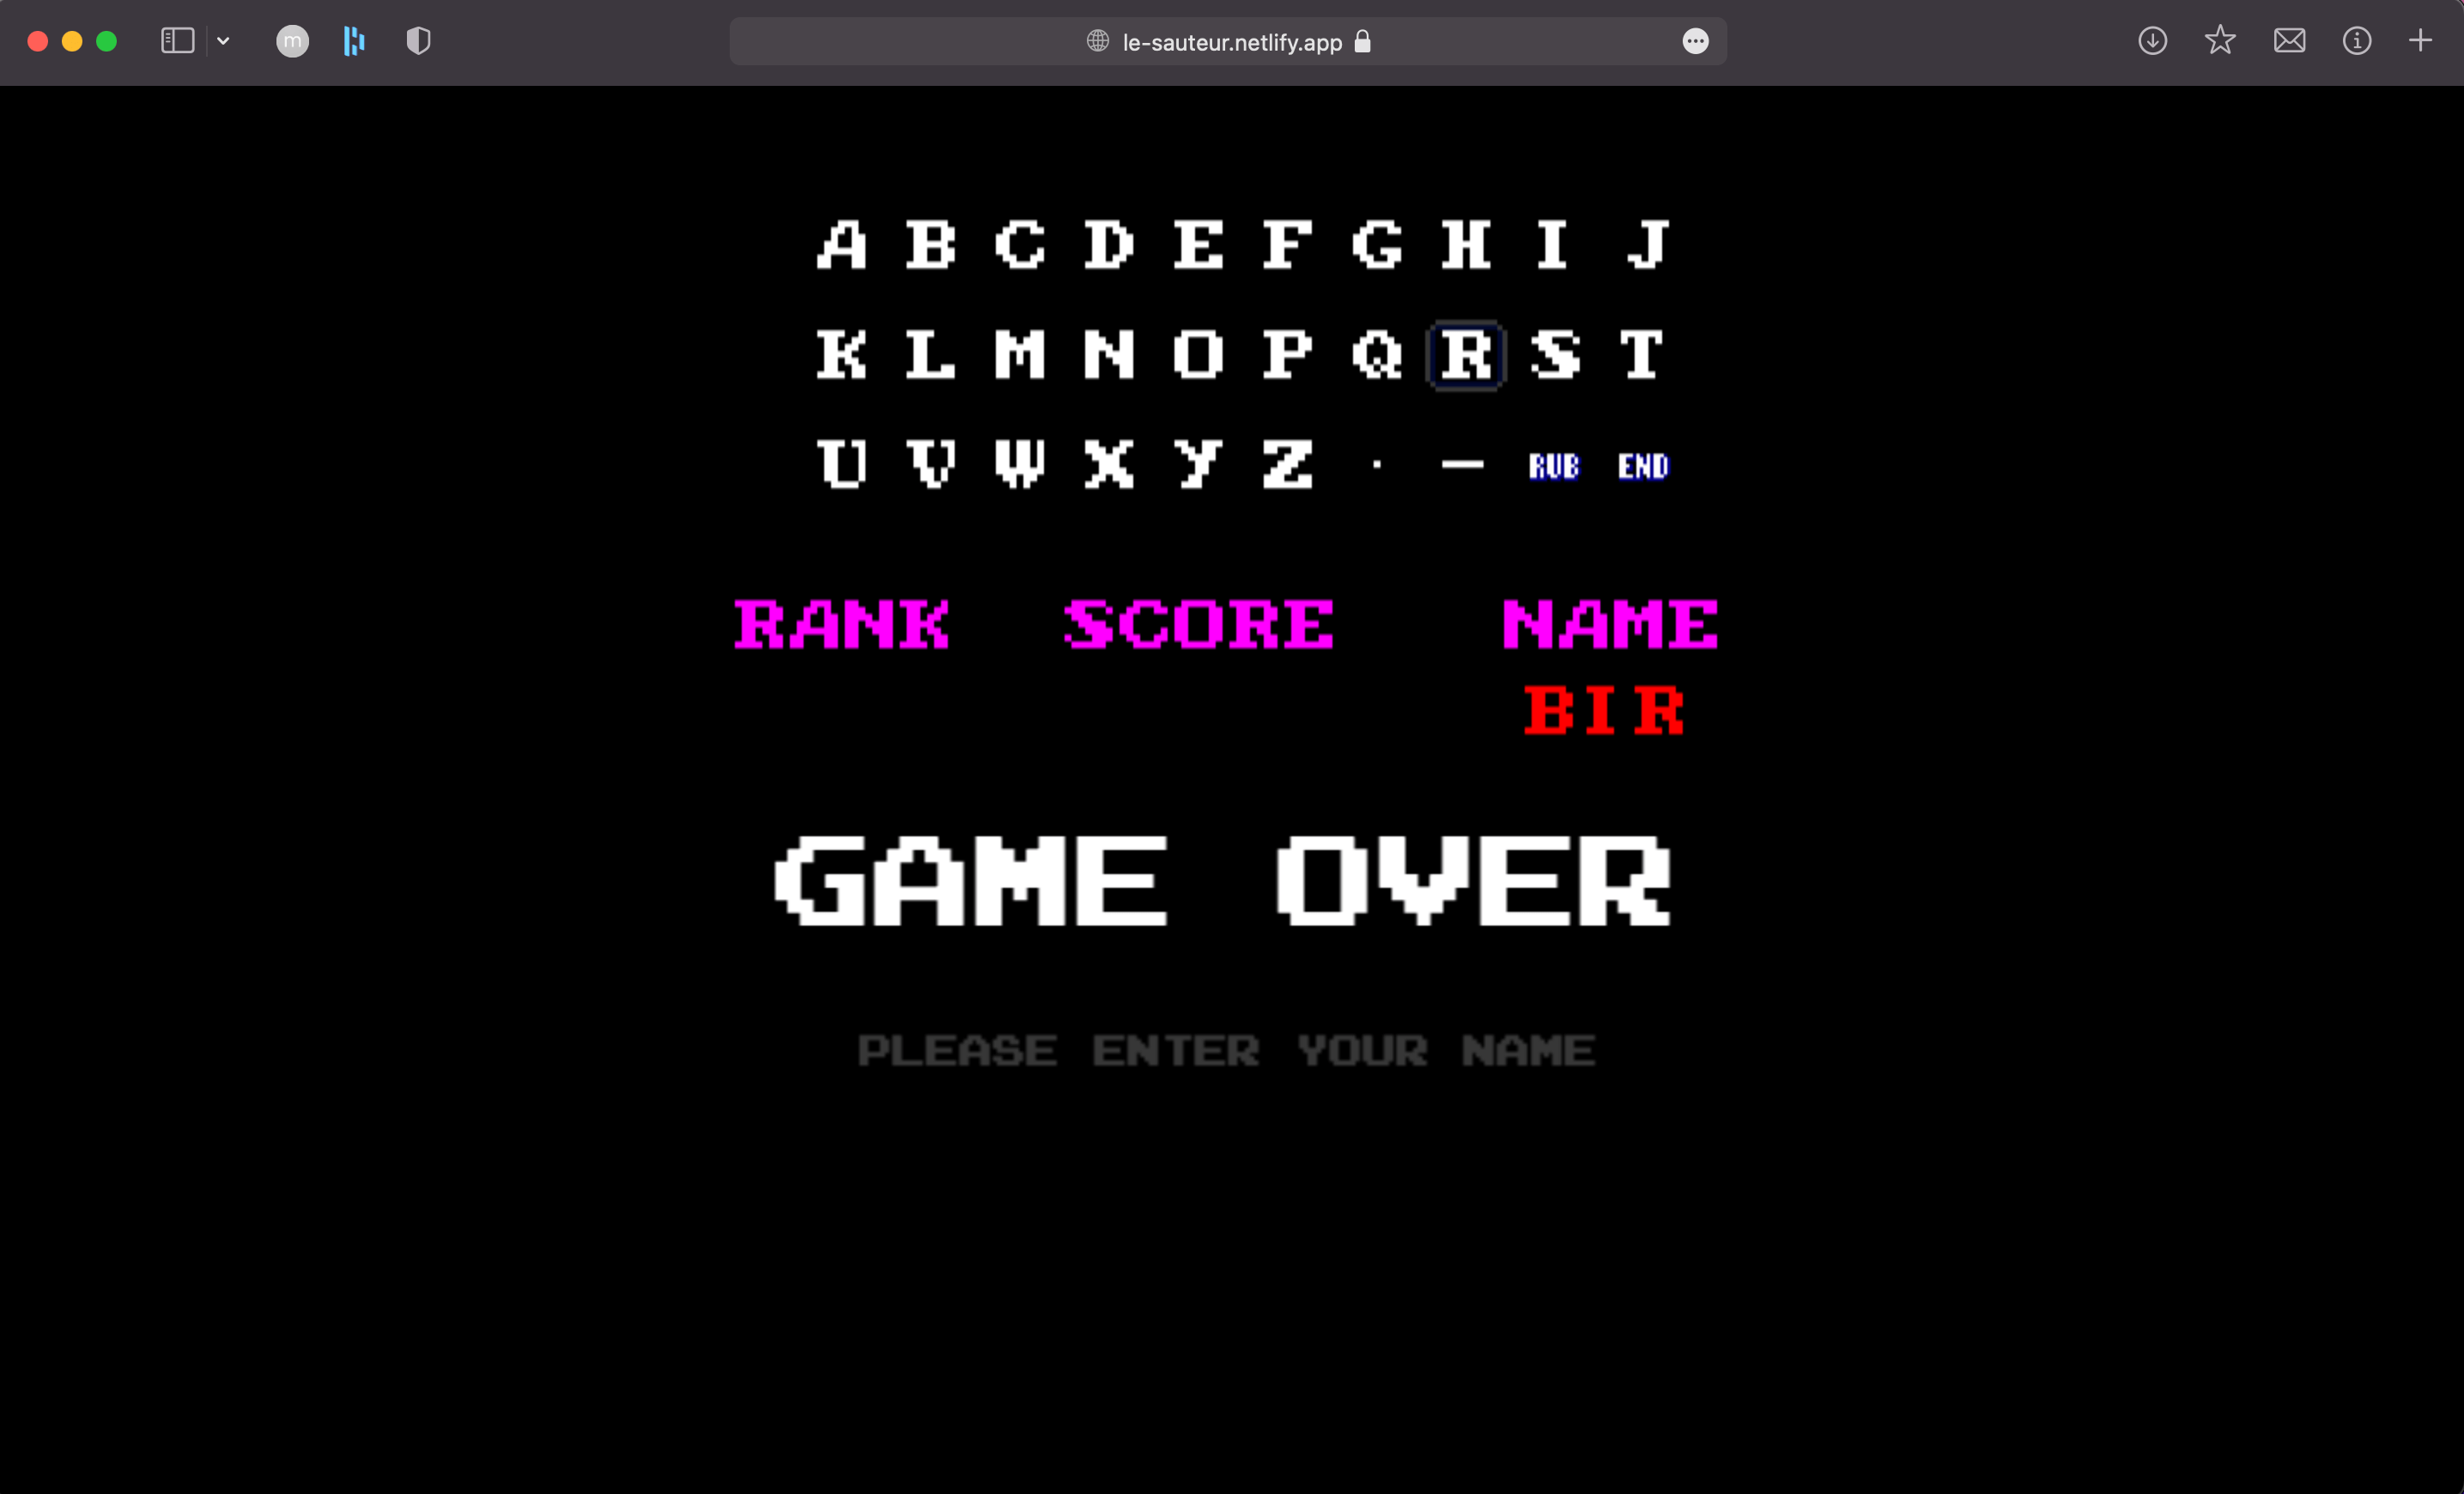 m le-sauteur.netlify.app
A B C D E F G H I J
K L M N O P Q R S T
U V W X Y Z . - RUB END
RANK SCORE NAME
BIR
GAME OVER
PLEASE ENTER YOUR NAME